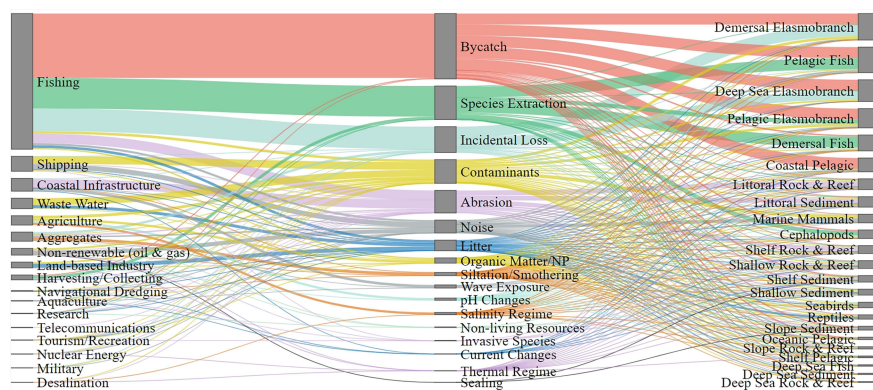 Fishing
Shipping
Coastal Infrastructure
Waste Water
Agriculture
Aggregates
Non-renewable (oil & gas)
Land-based Industry
Harvesting/Collecting
Navigational Dredging
Aquaculture
Research
Telecommunications
Tourism/Recreation
Nuclear Energy
Military
Desalination
Bycatch
Species Extraction
Incidental Loss
Contaminants
Abrasion
Noise
Litter
Organic Matter/NP
Siltation/Smothering
Wave Exposure
pH Changes
Salinity Regime
Non-living Resources
Invasive Species
Current Changes
Thermal Regime
Sealing
Demersal Elasmobranch
Pelagic Fish
Deep Sea Elasmobranch
Pelagic Elasmobranch
Demersal Fish
Coastal Pelagic
Littoral Rock & Reef
Littoral Sediment
Marine Mammals
Cephalopods
Shelf Rock & Reef
Shallow Rock & Reef
Shelf Sediment
Shallow Sediment
Seabirds
Reptiles
Slope Sediment
Oceanic Pelagic
Slope Rock & Reef
Shelf Pelagic
Deep Sea Fish
Deep Sea Sediment
Deep Sea Rock & Reef